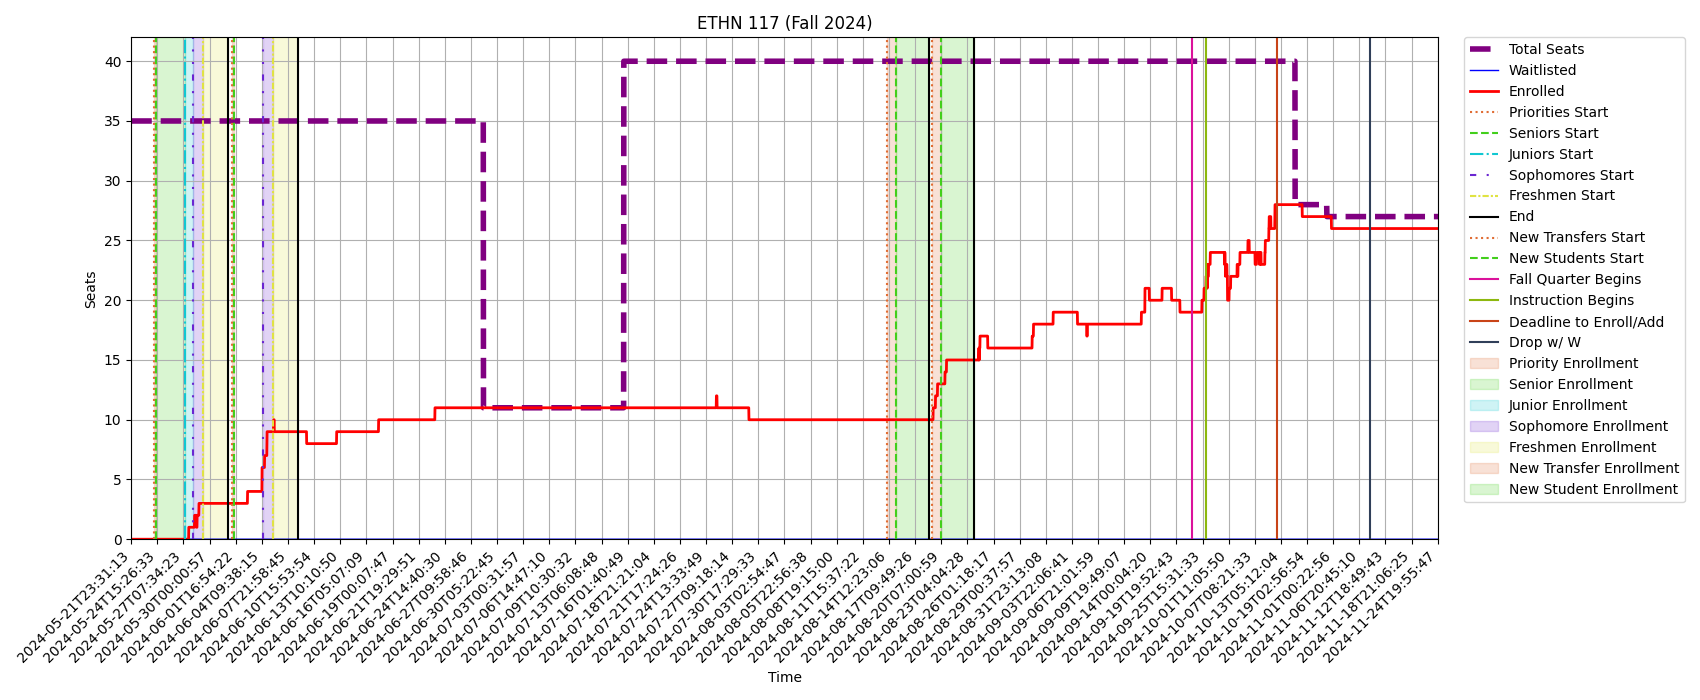 ETHN 117 (Fall 2024)
Seats
40
35
30
25
20
15
10
5
0
2024-05-21T23:31:13
2024-05-24T15:26:33
2024-05-27T07:34:23
2024-05-30T00:00:57
2024-06-01T16:54:22
2024-06-04T09:38:15
2024-06-07T21:58:45
2024-06-10T15:53:54
2024-06-13T10:10:50
2024-06-16T05:07:09
2024-06-19T00:07:47
2024-06-21T19:29:51
2024-06-24T14:40:30
2024-06-27T09:58:46
2024-06-30T05:22:45
2024-07-03T00:31:57
2024-07-06T14:47:10
2024-07-09T10:30:32
2024-07-13T06:08:48
2024-07-16T01:40:49
2024-07-18T21:21:04
2024-07-21T17:24:26
2024-07-24T13:33:49
2024-07-27T09:18:14
2024-07-30T17:29:33
2024-08-03T02:54:47
2024-08-05T22:56:38
2024-08-08T19:15:00
2024-08-11T15:37:22
2024-08-14T12:23:06
2024-08-17T09:49:26
2024-08-20T07:00:59
2024-08-23T04:04:28
2024-08-26T01:18:17
2024-08-29T00:37:57
2024-08-31T23:13:08
2024-09-03T22:06:41
2024-09-06T21:01:59
2024-09-09T19:49:07
2024-09-14T00:04:20
2024-09-19T19:52:43
2024-09-25T15:31:33
2024-10-01T11:05:50
2024-10-07T08:21:33
2024-10-13T05:12:04
2024-10-19T02:56:54
2024-11-01T00:22:56
2024-11-06T20:45:10
2024-11-12T18:49:43
2024-11-18T21:06:25
2024-11-24T19:55:47
Time
Total Seats
Waitlisted
Enrolled
Priorities Start
Seniors Start
Juniors Start
Sophomores Start
Freshmen Start
End
New Transfers Start
New Students Start
Fall Quarter Begins
Instruction Begins
Deadline to Enroll/Add
Drop w/ W
Priority Enrollment
Senior Enrollment
Junior Enrollment
Sophomore Enrollment
Freshmen Enrollment
New Transfer Enrollment
New Student Enrollment